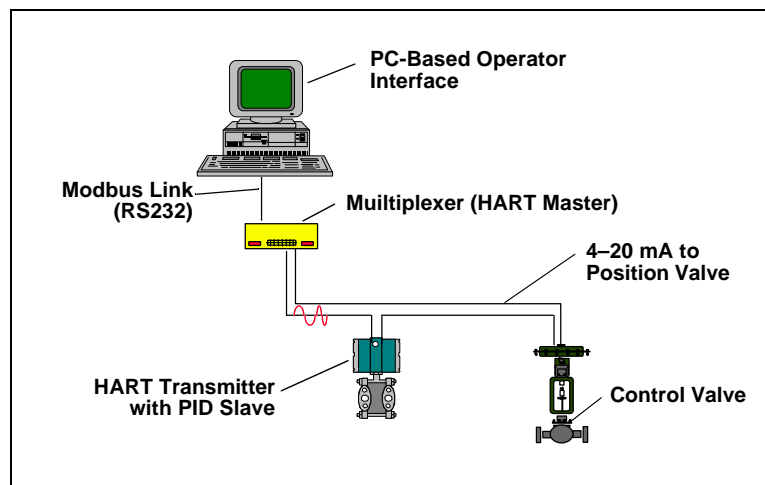 PC-Based Operator
Interface
Modbus Link
(RS232)
Muiltiplexer (HART Master)
4–20 mA to
Position Valve
HART Transmitter
with PID Slave
Control Valve